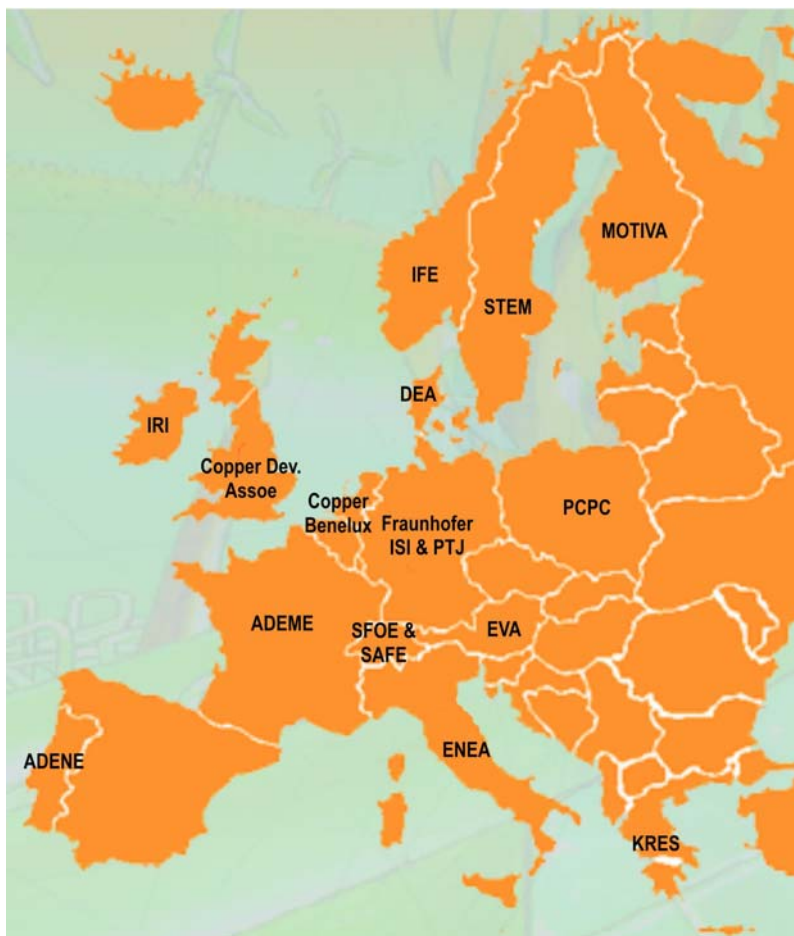 MOTIVA
IFE
STEM
DEA
IRI
Copper Dev.
Assoe
Copper
Benelux
Fraunhofer
ISI & PTJ
PCPC
ADEME
SFOE &
SAFE
EVA
ADENE
ENEA
KRES